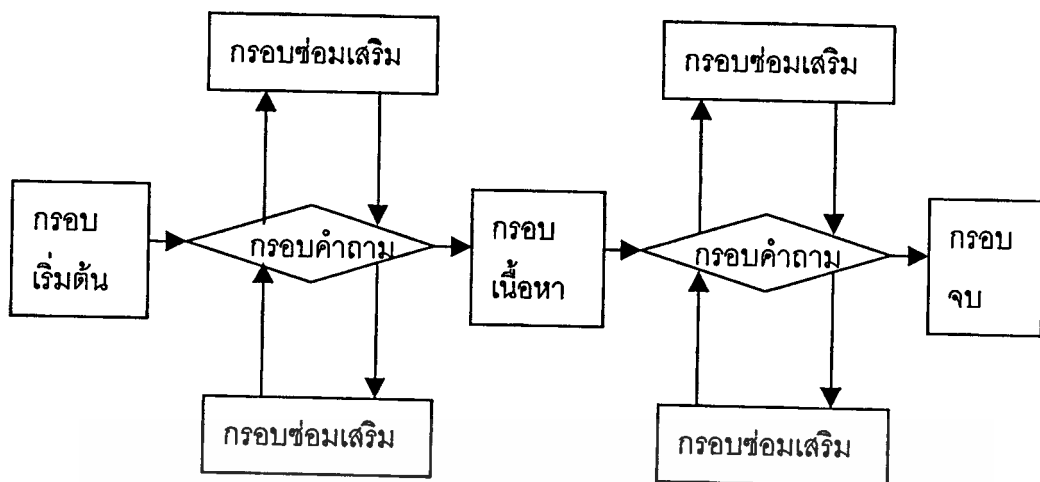 กรอบซ่อมเสริม
กรอบซ่อมเสริม
กรอบ
เริ่มต้น
กรอบคำถาม
กรอบ
เนื้อหา
กรอบคำถาม
กรอบ
จบ
กรอบซ่อมเสริม
กรอบซ่อมเสริม